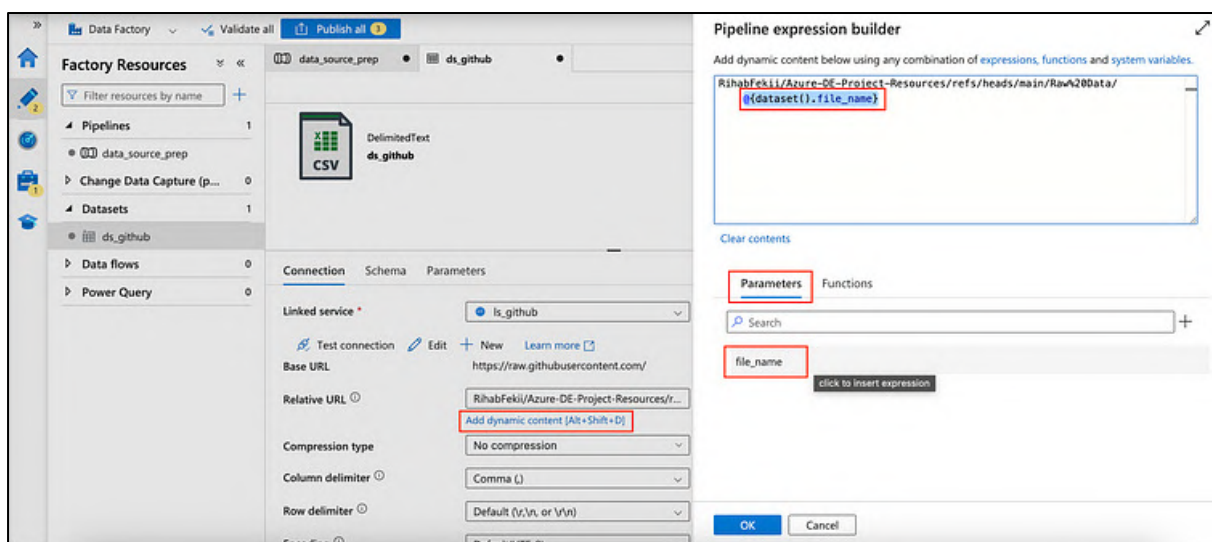 »
Data Factory
Validate all
Publish all 3
Factory Resources
Filter resources by name
Pipelines 1
data_source_prep
Change Data Capture (p... 0
Datasets 1
ds_github
Data flows 0
Power Query 0
2
1
data_source_prep
ds_github
CSV
DelimitedText
ds_github
Connection Schema Parameters
Linked service *
ls_github
Test connection Edit New Learn more
Base URL https://raw.githubusercontent.com/
Relative URL RihabFekii/Azure-DE-Project-Resources/r...
Add dynamic content [Alt+Shift+D]
Compression type No compression
Column delimiter Comma (,)
Row delimiter Default (\r,\n, or \r\n)
Pipeline expression builder
Add dynamic content below using any combination of expressions, functions and system variables.
RihabFekii/Azure-DE-Project-Resources/refs/heads/main/Raw%20Data/
@{dataset().file_name}
Clear contents
Parameters Functions
Search
file_name
click to insert expression
OK Cancel